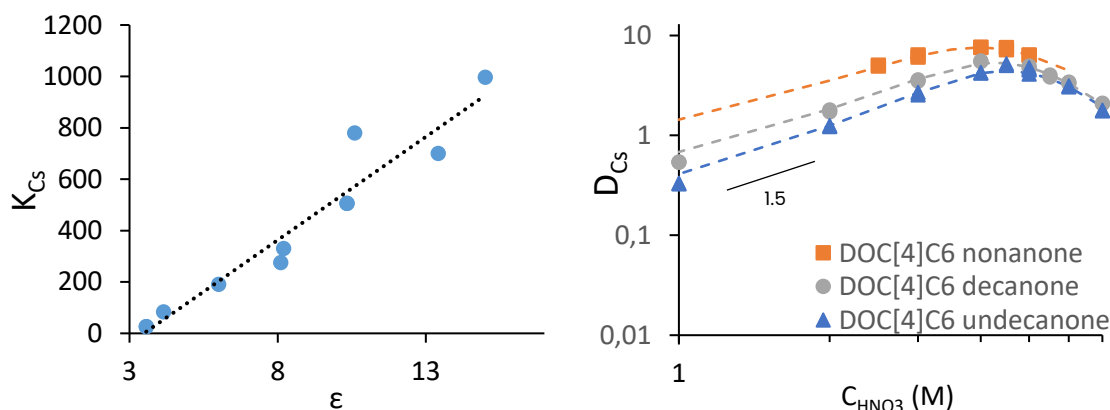 1200
1000
800
600
400
200
0
K_Cs
3 8 13
ε
10
1
0,1
0,01
D_Cs
1.5
DOC[4]C6 nonanone
DOC[4]C6 decanone
DOC[4]C6 undecanone
1
C_HNO3 (M)